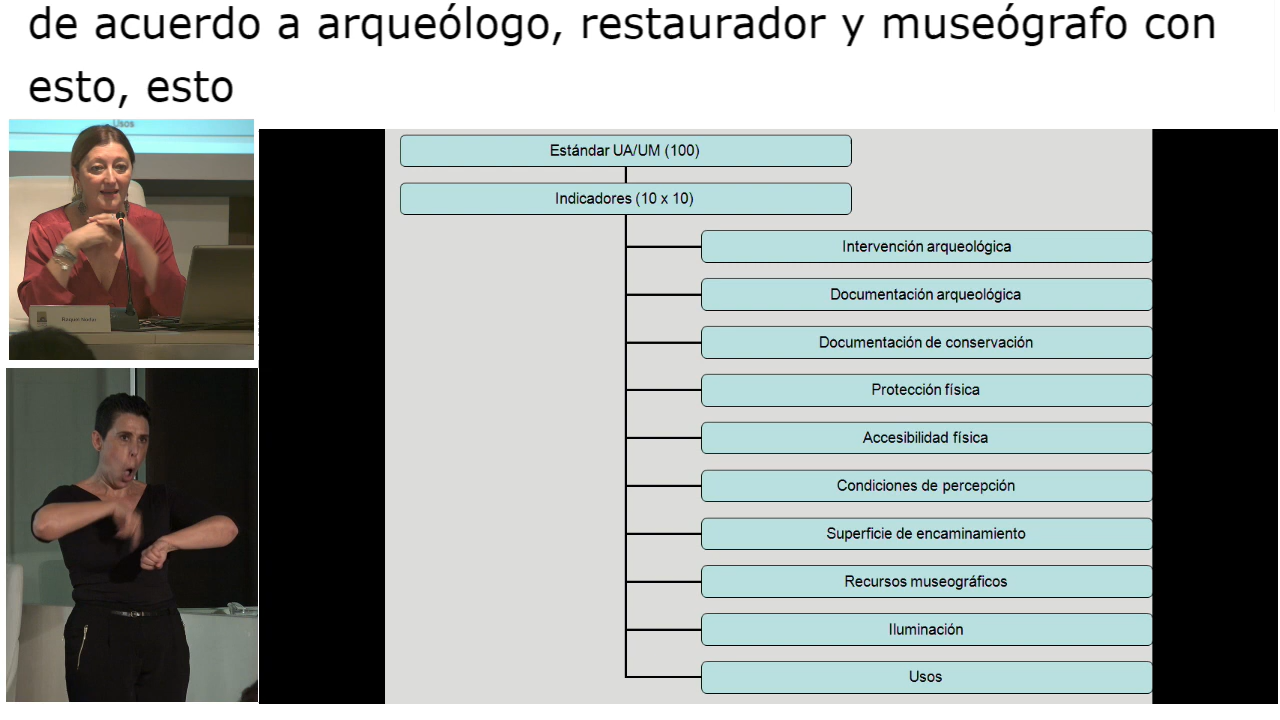 de acuerdo a arqueólogo, restaurador y museógrafo con
esto, esto
Usos
Estándar UA/UM (100)
Indicadores (10 x 10)
Intervención arqueológica
Documentación arqueológica
Documentación de conservación
Protección física
Accesibilidad física
Condiciones de percepción
Superficie de encaminamiento
Recursos museográficos
Iluminación
Usos